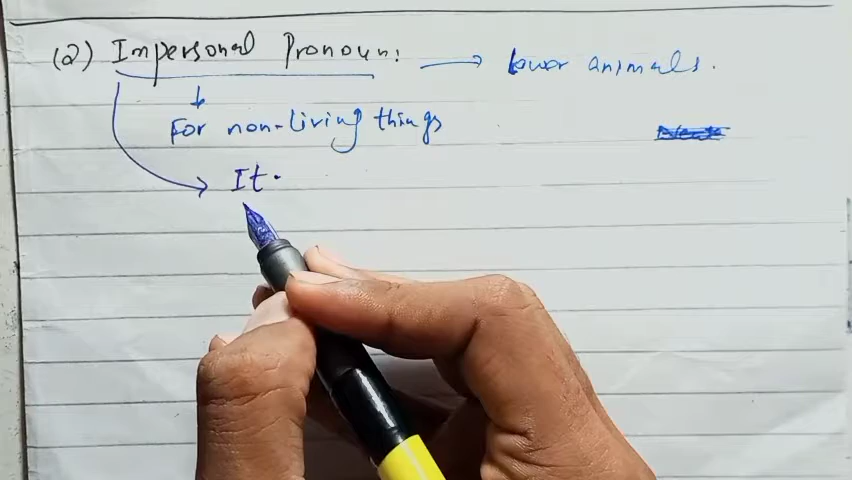 (2) Impersonal Pronoun: → lower animals.
↓
For non-living things
→ It.